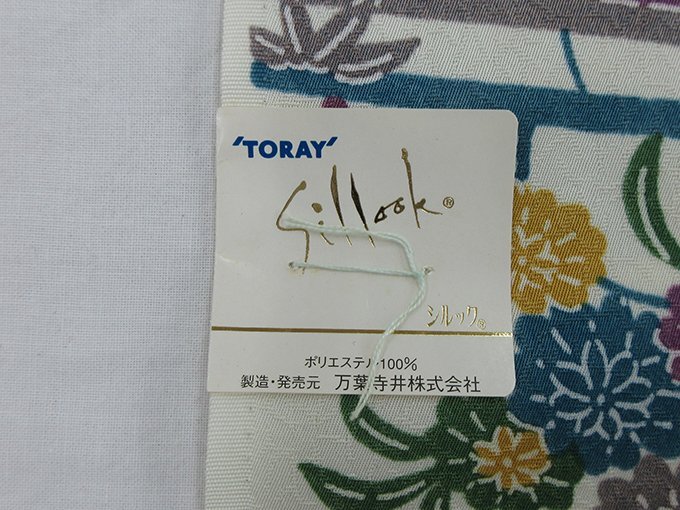 'TORAY'
Sillook®
シルック®
ポリエステル100%
製造・発売元 万葉寺井株式会社